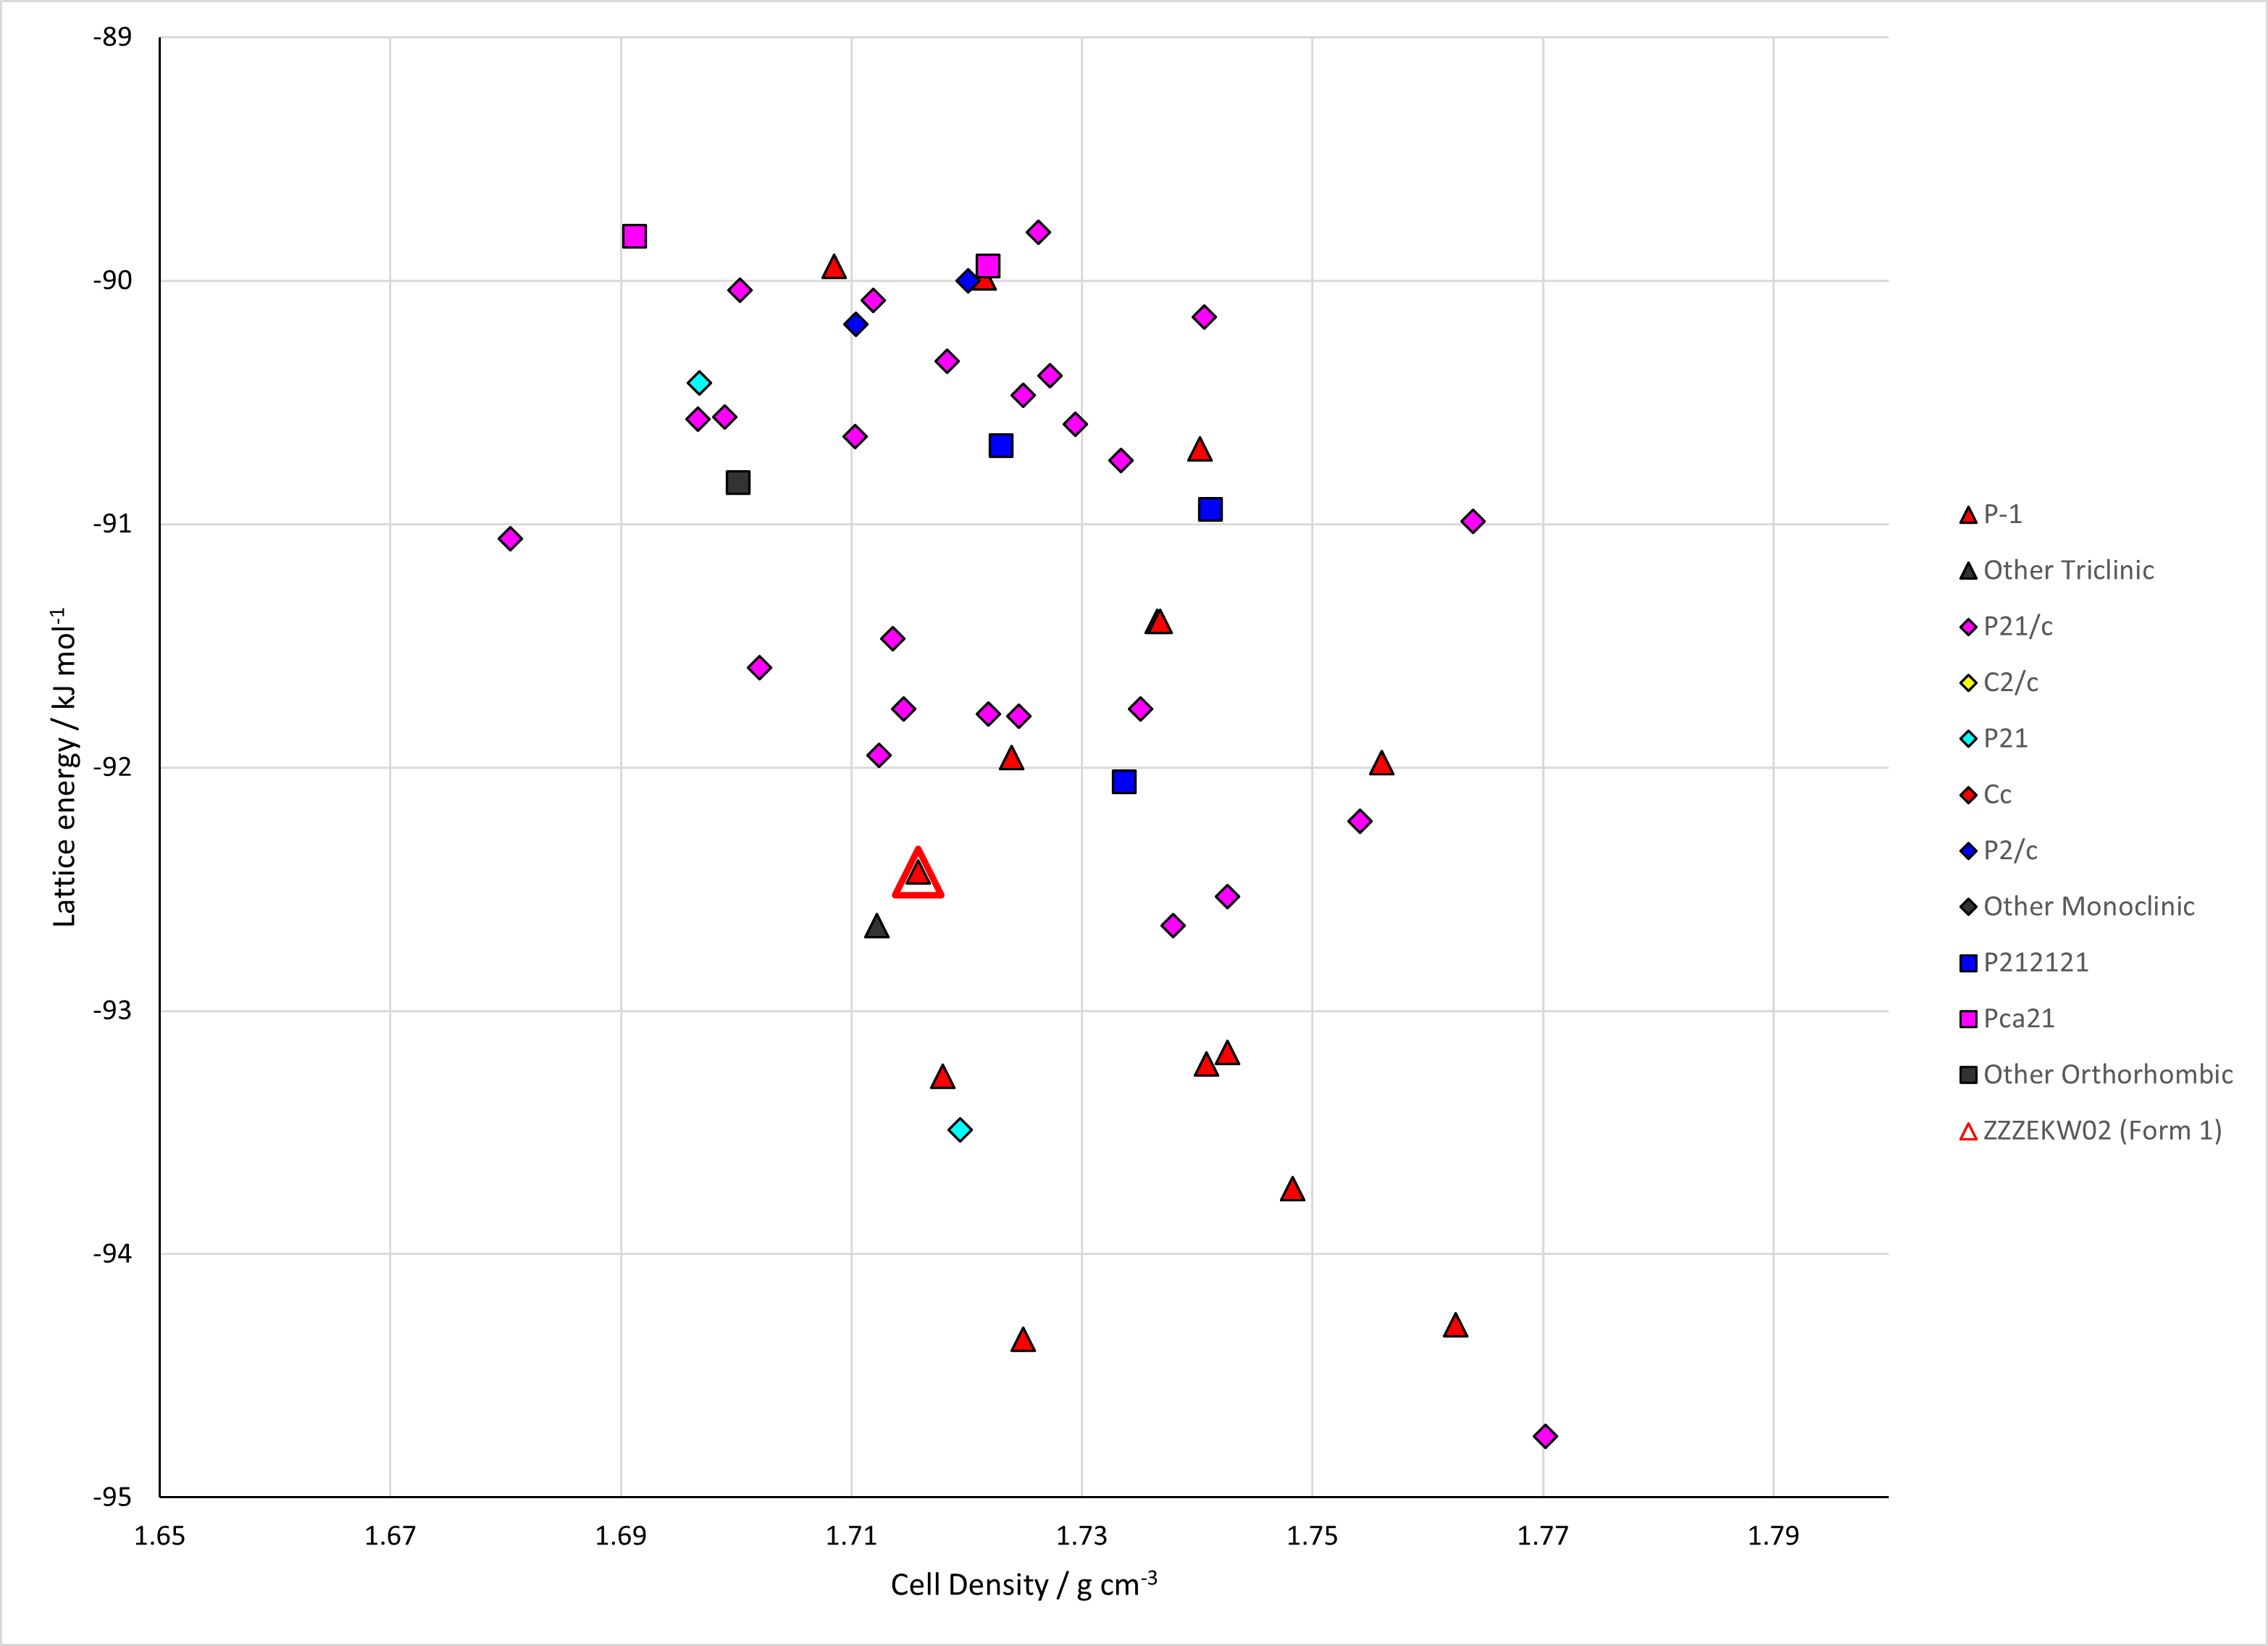 -89
-90
-91
-92
-93
-94
-95
1.65 1.67 1.69 1.71 1.73 1.75 1.77 1.79
Lattice energy / kJ mol-1
Cell Density / g cm-3
P-1
Other Triclinic
P21/c
C2/c
P21
Cc
P2/c
Other Monoclinic
P212121
Pca21
Other Orthorhombic
ZZZEKW02 (Form 1)